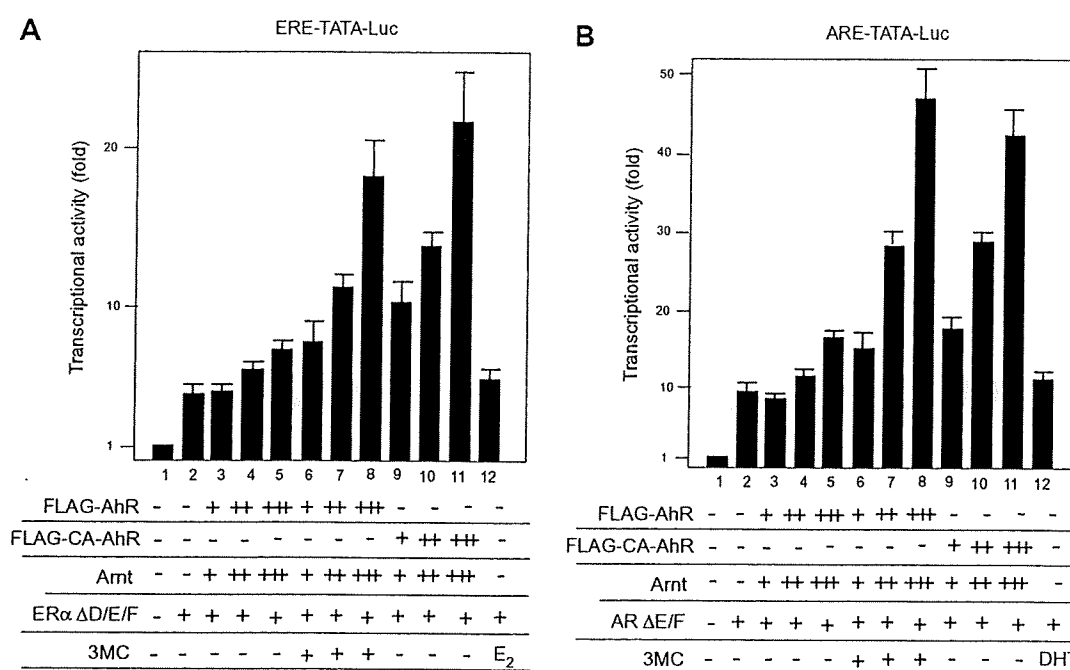 A
ERE-TATA-Luc
Transcriptional activity (fold)
20
10
1
1 2 3 4 5 6 7 8 9 10 11 12
FLAG-AhR - - + ++ +++ + ++ +++ - - - -
FLAG-CA-AhR - - - - - - - - + ++ +++ -
Arnt - - + ++ +++ + ++ +++ + ++ +++ -
ERα ΔD/E/F - + + + + + + + + + + +
3MC - - - - - + + + - - - E2
B
ARE-TATA-Luc
Transcriptional activity (fold)
50
40
30
20
10
1
1 2 3 4 5 6 7 8 9 10 11 12
FLAG-AhR - - + ++ +++ + ++ +++ - - - -
FLAG-CA-AhR - - - - - - - - + ++ +++ -
Arnt - - + ++ +++ + ++ +++ + ++ +++ -
AR ΔE/F - + + + + + + + + + + +
3MC - - - - - + + + - - - DHT